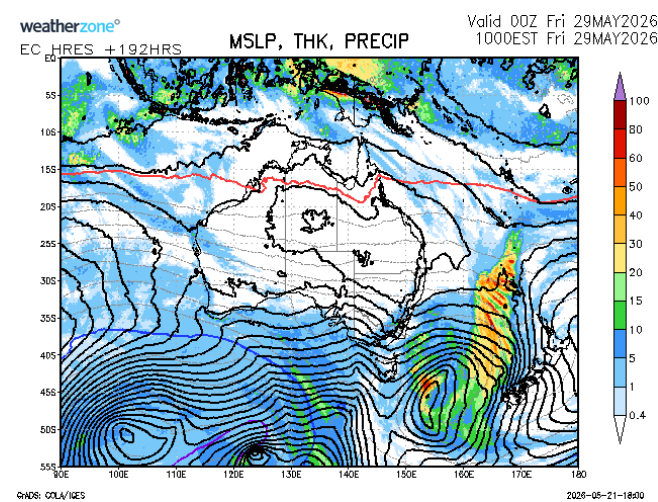 weatherzone°
Valid 00Z Fri 29MAY2026
EC HRES +192HRS
MSLP, THK, PRECIP
1000EST Fri 29MAY2026
EQ
5S
10S
15S
20S
25S
30S
35S
40S
45S
50S
55S
90E
100E
110E
120E
130E
140E
150E
160E
170E
180
100
80
60
50
40
30
20
15
10
5
1
0.4
GrADS: COLA/IGES
2026-05-21-18:00